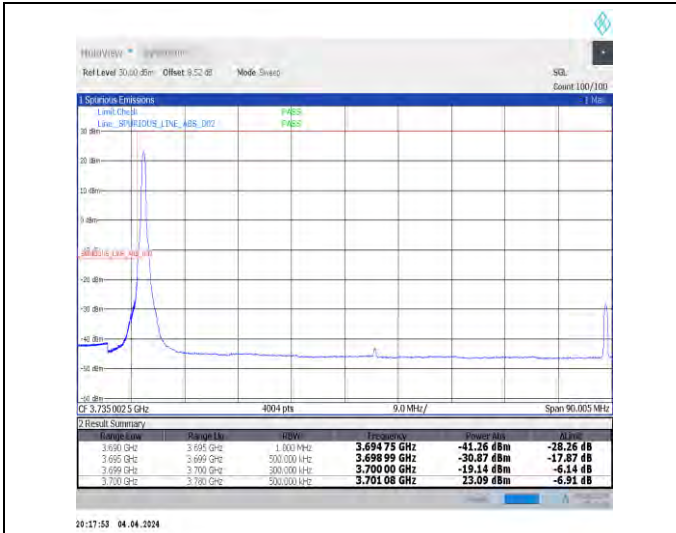 MultiView
Ref Level 30.00 dBm Offset 9.52 dB Mode Sweep SGL
Count 100/100
1 Spurious Emissions 1 Max
Limit Check PASS
Line _SPURIOUS_LINE_ABS_002 PASS
30 dBm
20 dBm
10 dBm
0 dBm
-20 dBm
-30 dBm
-40 dBm
-50 dBm
-60 dBm
CF 3.7350025 GHz 4004 pts 9.0 MHz/ Span 90.005 MHz
2 Result Summary
Range Low Range Up RBW Frequency Power Abs ΔLimit
3.690 GHz 3.695 GHz 1.000 MHz 3.694 75 GHz -41.26 dBm -28.26 dB
3.695 GHz 3.699 GHz 500.000 kHz 3.698 99 GHz -30.87 dBm -17.87 dB
3.699 GHz 3.700 GHz 300.000 kHz 3.700 00 GHz -19.14 dBm -6.14 dB
3.700 GHz 3.780 GHz 500.000 kHz 3.701 08 GHz 23.09 dBm -6.91 dB
20:17:53 04.04.2024